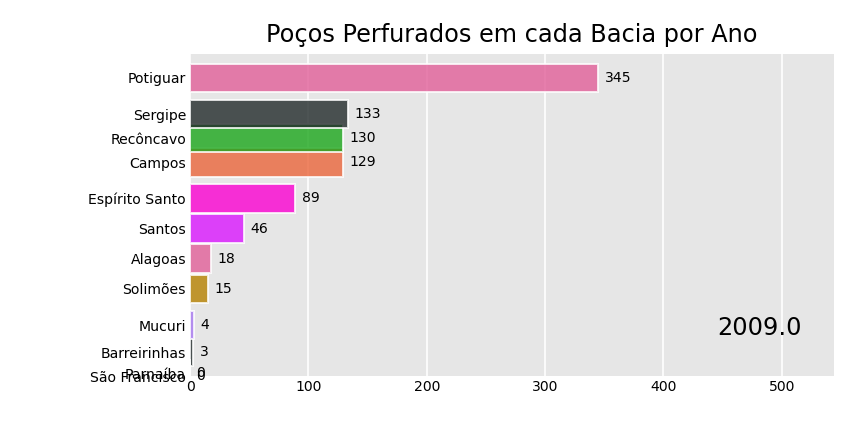 Poços Perfurados em cada Bacia por Ano
Potiguar 345
Sergipe 133
Recôncavo 130
Campos 129
Espírito Santo 89
Santos 46
Alagoas 18
Solimões 15
Mucuri 4
2009.0
Barreirinhas 3
Parnaíba 0
São Francisco 0
0 100 200 300 400 500